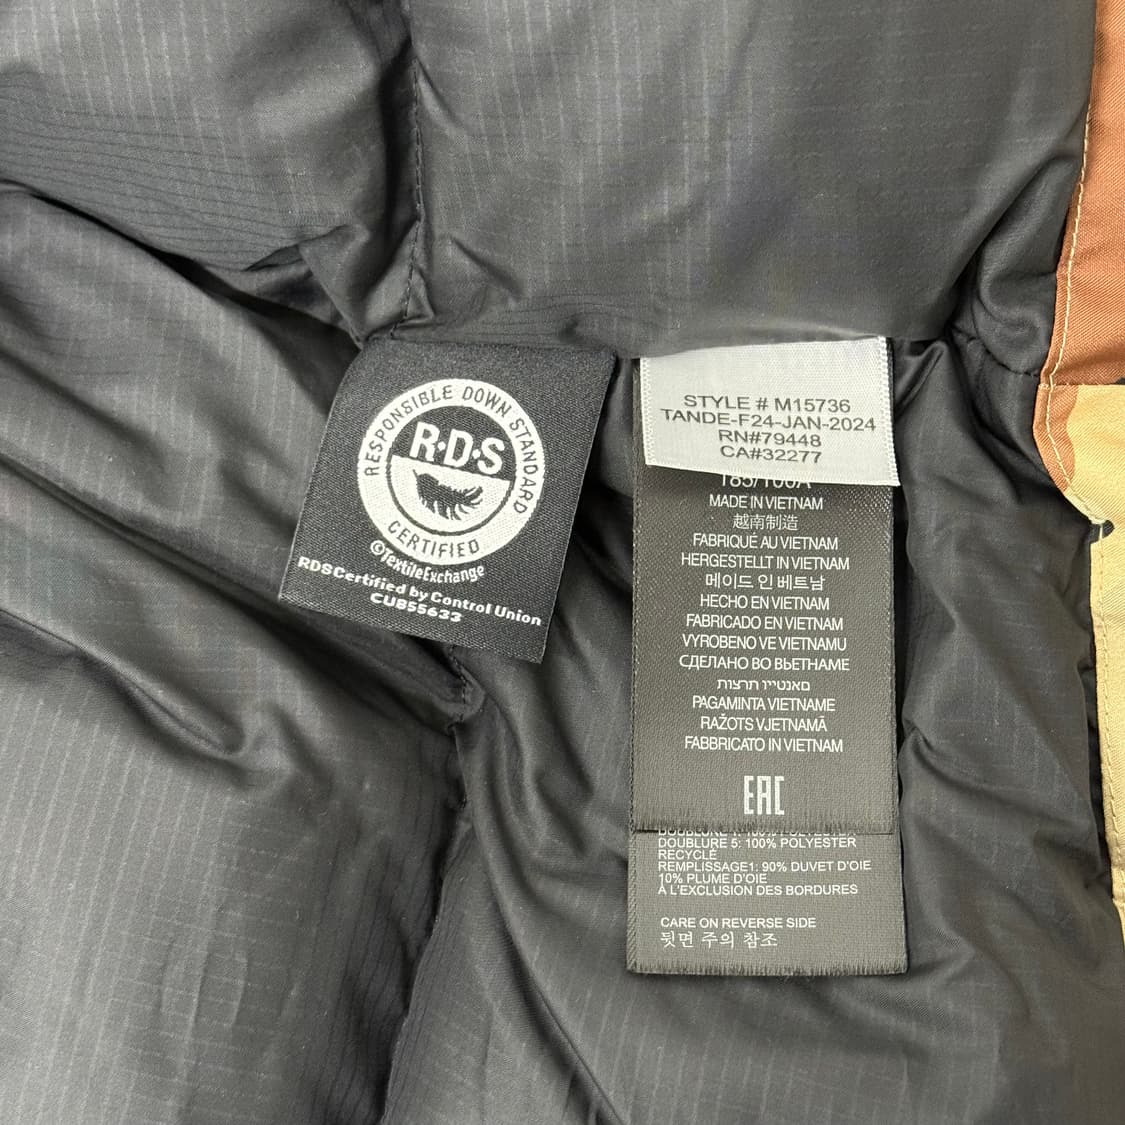 RESPONSIBLE DOWN STANDARD
R·D·S
CERTIFIED
©TextileExchange
RDS Certified by Control Union
CU855633
STYLE # M15736
TANDE-F24-JAN-2024
RN#79448
CA#32277
185/100A
MADE IN VIETNAM
越南制造
FABRIQUÉ AU VIETNAM
HERGESTELLT IN VIETNAM
메이드 인 베트남
HECHO EN VIETNAM
FABRICADO EN VIETNAM
VYROBENO VE VIETNAMU
СДЕЛАНО ВО ВЬЕТНАМЕ
PAGAMINTA VIETNAME
RAŽOTS VJETNAMĀ
FABBRICATO IN VIETNAM
EAC
DOUBLURE 5: 100% POLYESTER
RECYCLÉ
REMPLISSAGE1: 90% DUVET D'OIE
10% PLUME D'OIE
À L'EXCLUSION DES BORDURES
CARE ON REVERSE SIDE
뒷면 주의 참조